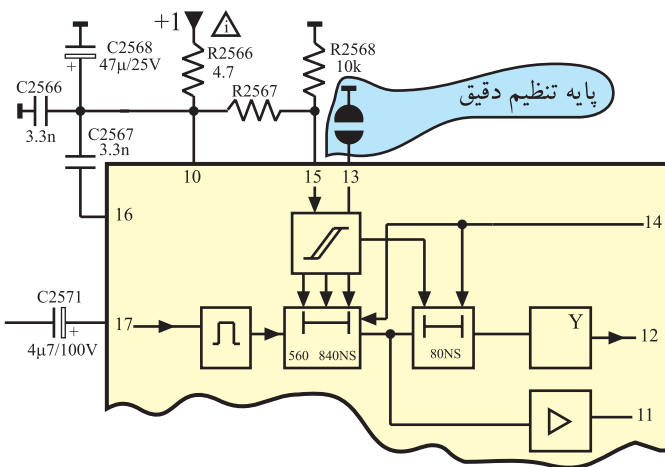 +1
i
C2568
47µ/25V
+
R2566
4.7
R2568
10k
C2566
3.3n
R2567
پایه تنظیم دقیق
C2567
3.3n
10
15
13
16
14
C2571
+
4µ7/100V
17
560
840NS
80NS
Y
12
11